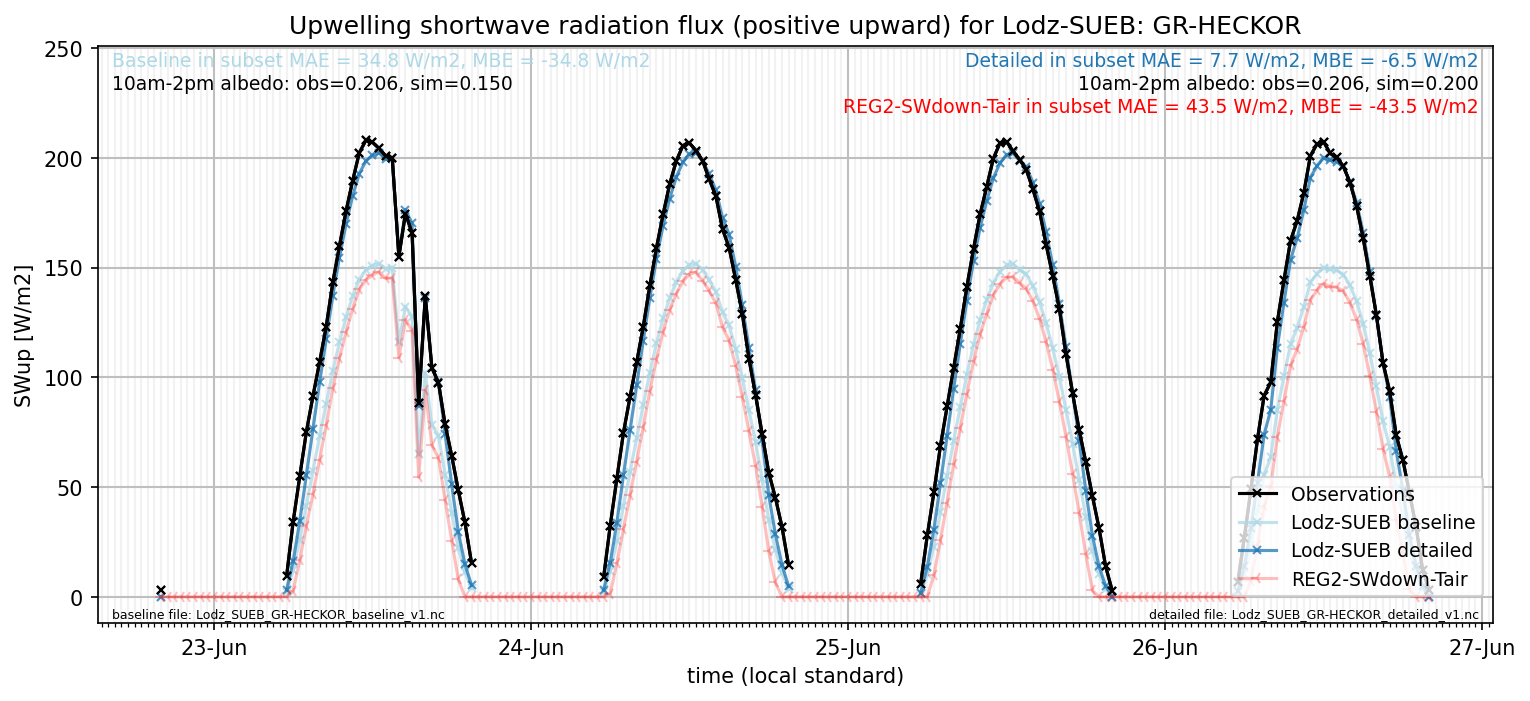 Upwelling shortwave radiation flux (positive upward) for Lodz-SUEB: GR-HECKOR
Baseline in subset MAE = 34.8 W/m2, MBE = -34.8 W/m2
10am-2pm albedo: obs=0.206, sim=0.150
Detailed in subset MAE = 7.7 W/m2, MBE = -6.5 W/m2
10am-2pm albedo: obs=0.206, sim=0.200
REG2-SWdown-Tair in subset MAE = 43.5 W/m2, MBE = -43.5 W/m2
SWup [W/m2]
250
200
150
100
50
0
Observations
Lodz-SUEB baseline
Lodz-SUEB detailed
REG2-SWdown-Tair
baseline file: Lodz_SUEB_GR-HECKOR_baseline_v1.nc
detailed file: Lodz_SUEB_GR-HECKOR_detailed_v1.nc
23-Jun
24-Jun
25-Jun
26-Jun
27-Jun
time (local standard)